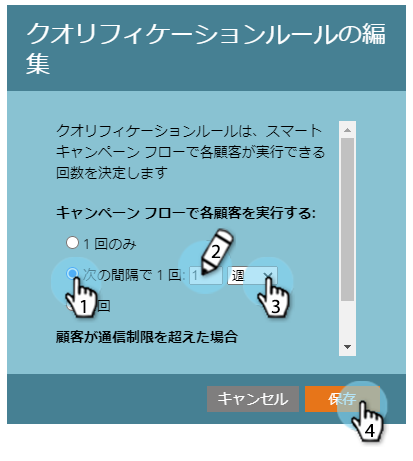 クオリフィケーションルールの編
集
クオリフィケーションルールは、スマート
キャンペーン フローで各顧客が実行できる
回数を決定します
キャンペーン フローで各顧客を実行する:
1 回のみ
2
次の間隔で 1 回: 1 週
1
3
回
顧客が通信制限を超えた場合
キャンセル 保存
4